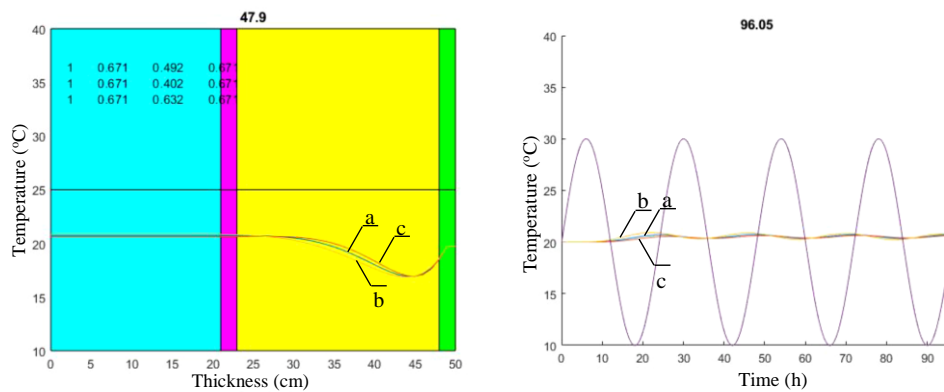 47.9
40
35
30
25
20
15
10
Temperature (ºC)
1 0.671 0.492 0.671
1 0.671 0.402 0.671
1 0.671 0.632 0.671
a
c
b
0 5 10 15 20 25 30 35 40 45 50
Thickness (cm)
96.05
40
35
30
25
20
15
10
Temperature (ºC)
b a
c
0 10 20 30 40 50 60 70 80 90
Time (h)